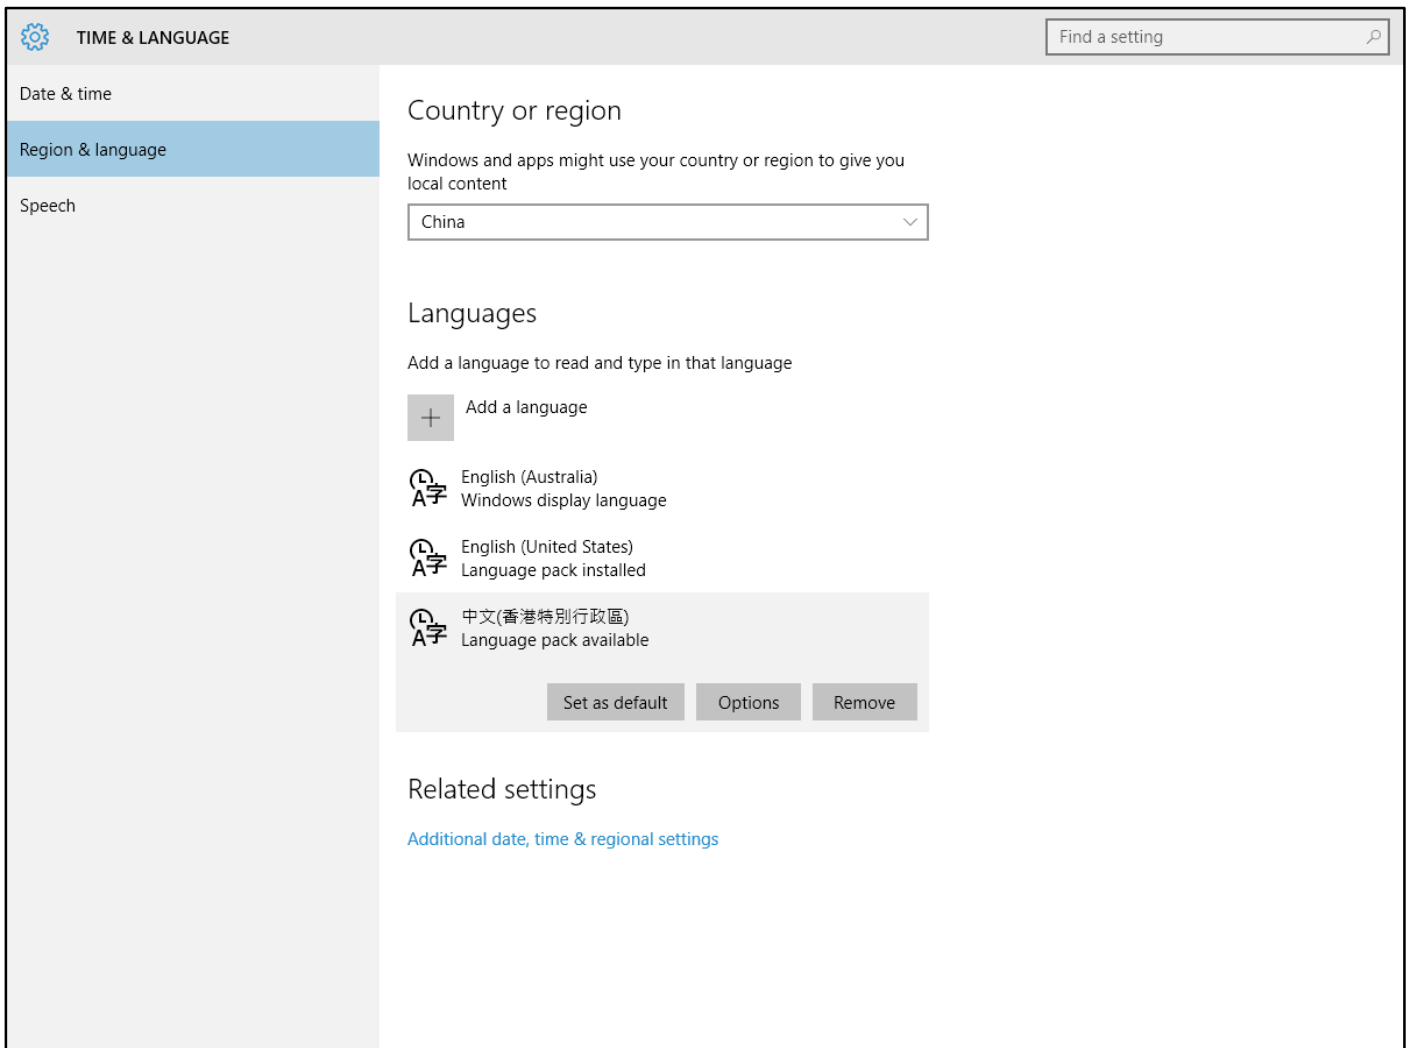 TIME & LANGUAGE
Find a setting
Date & time
Region & language
Speech
Country or region
Windows and apps might use your country or region to give you
local content
China
Languages
Add a language to read and type in that language
Add a language
English (Australia)
Windows display language
English (United States)
Language pack installed
中文(香港特別行政區)
Language pack available
Set as default
Options
Remove
Related settings
Additional date, time & regional settings